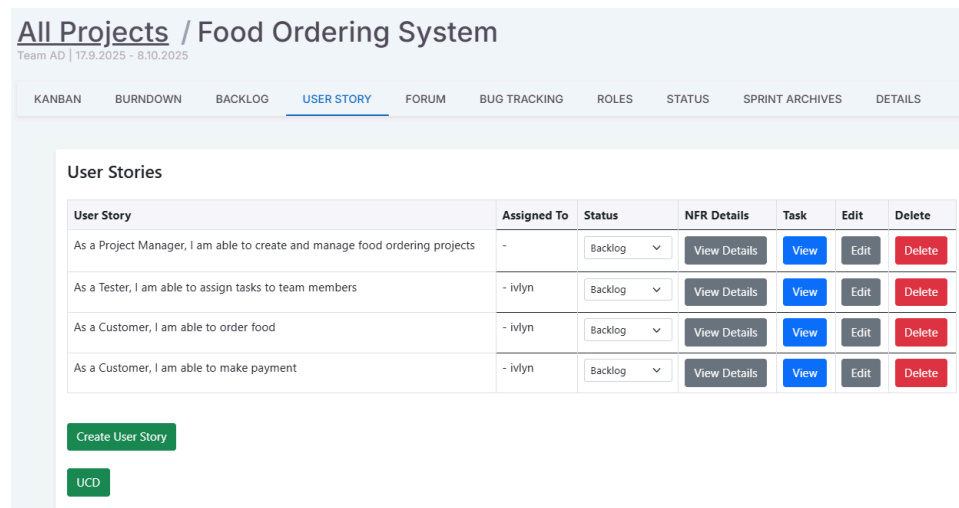 All Projects / Food Ordering System
Team AD | 17.9.2025 - 8.10.2025
KANBAN BURNDOWN BACKLOG USER STORY FORUM BUG TRACKING ROLES STATUS SPRINT ARCHIVES DETAILS
User Stories
User Story Assigned To Status NFR Details Task Edit Delete
As a Project Manager, I am able to create and manage food ordering projects - Backlog View Details View Edit Delete
As a Tester, I am able to assign tasks to team members - ivlyn Backlog View Details View Edit Delete
As a Customer, I am able to order food - ivlyn Backlog View Details View Edit Delete
As a Customer, I am able to make payment - ivlyn Backlog View Details View Edit Delete
Create User Story
UCD